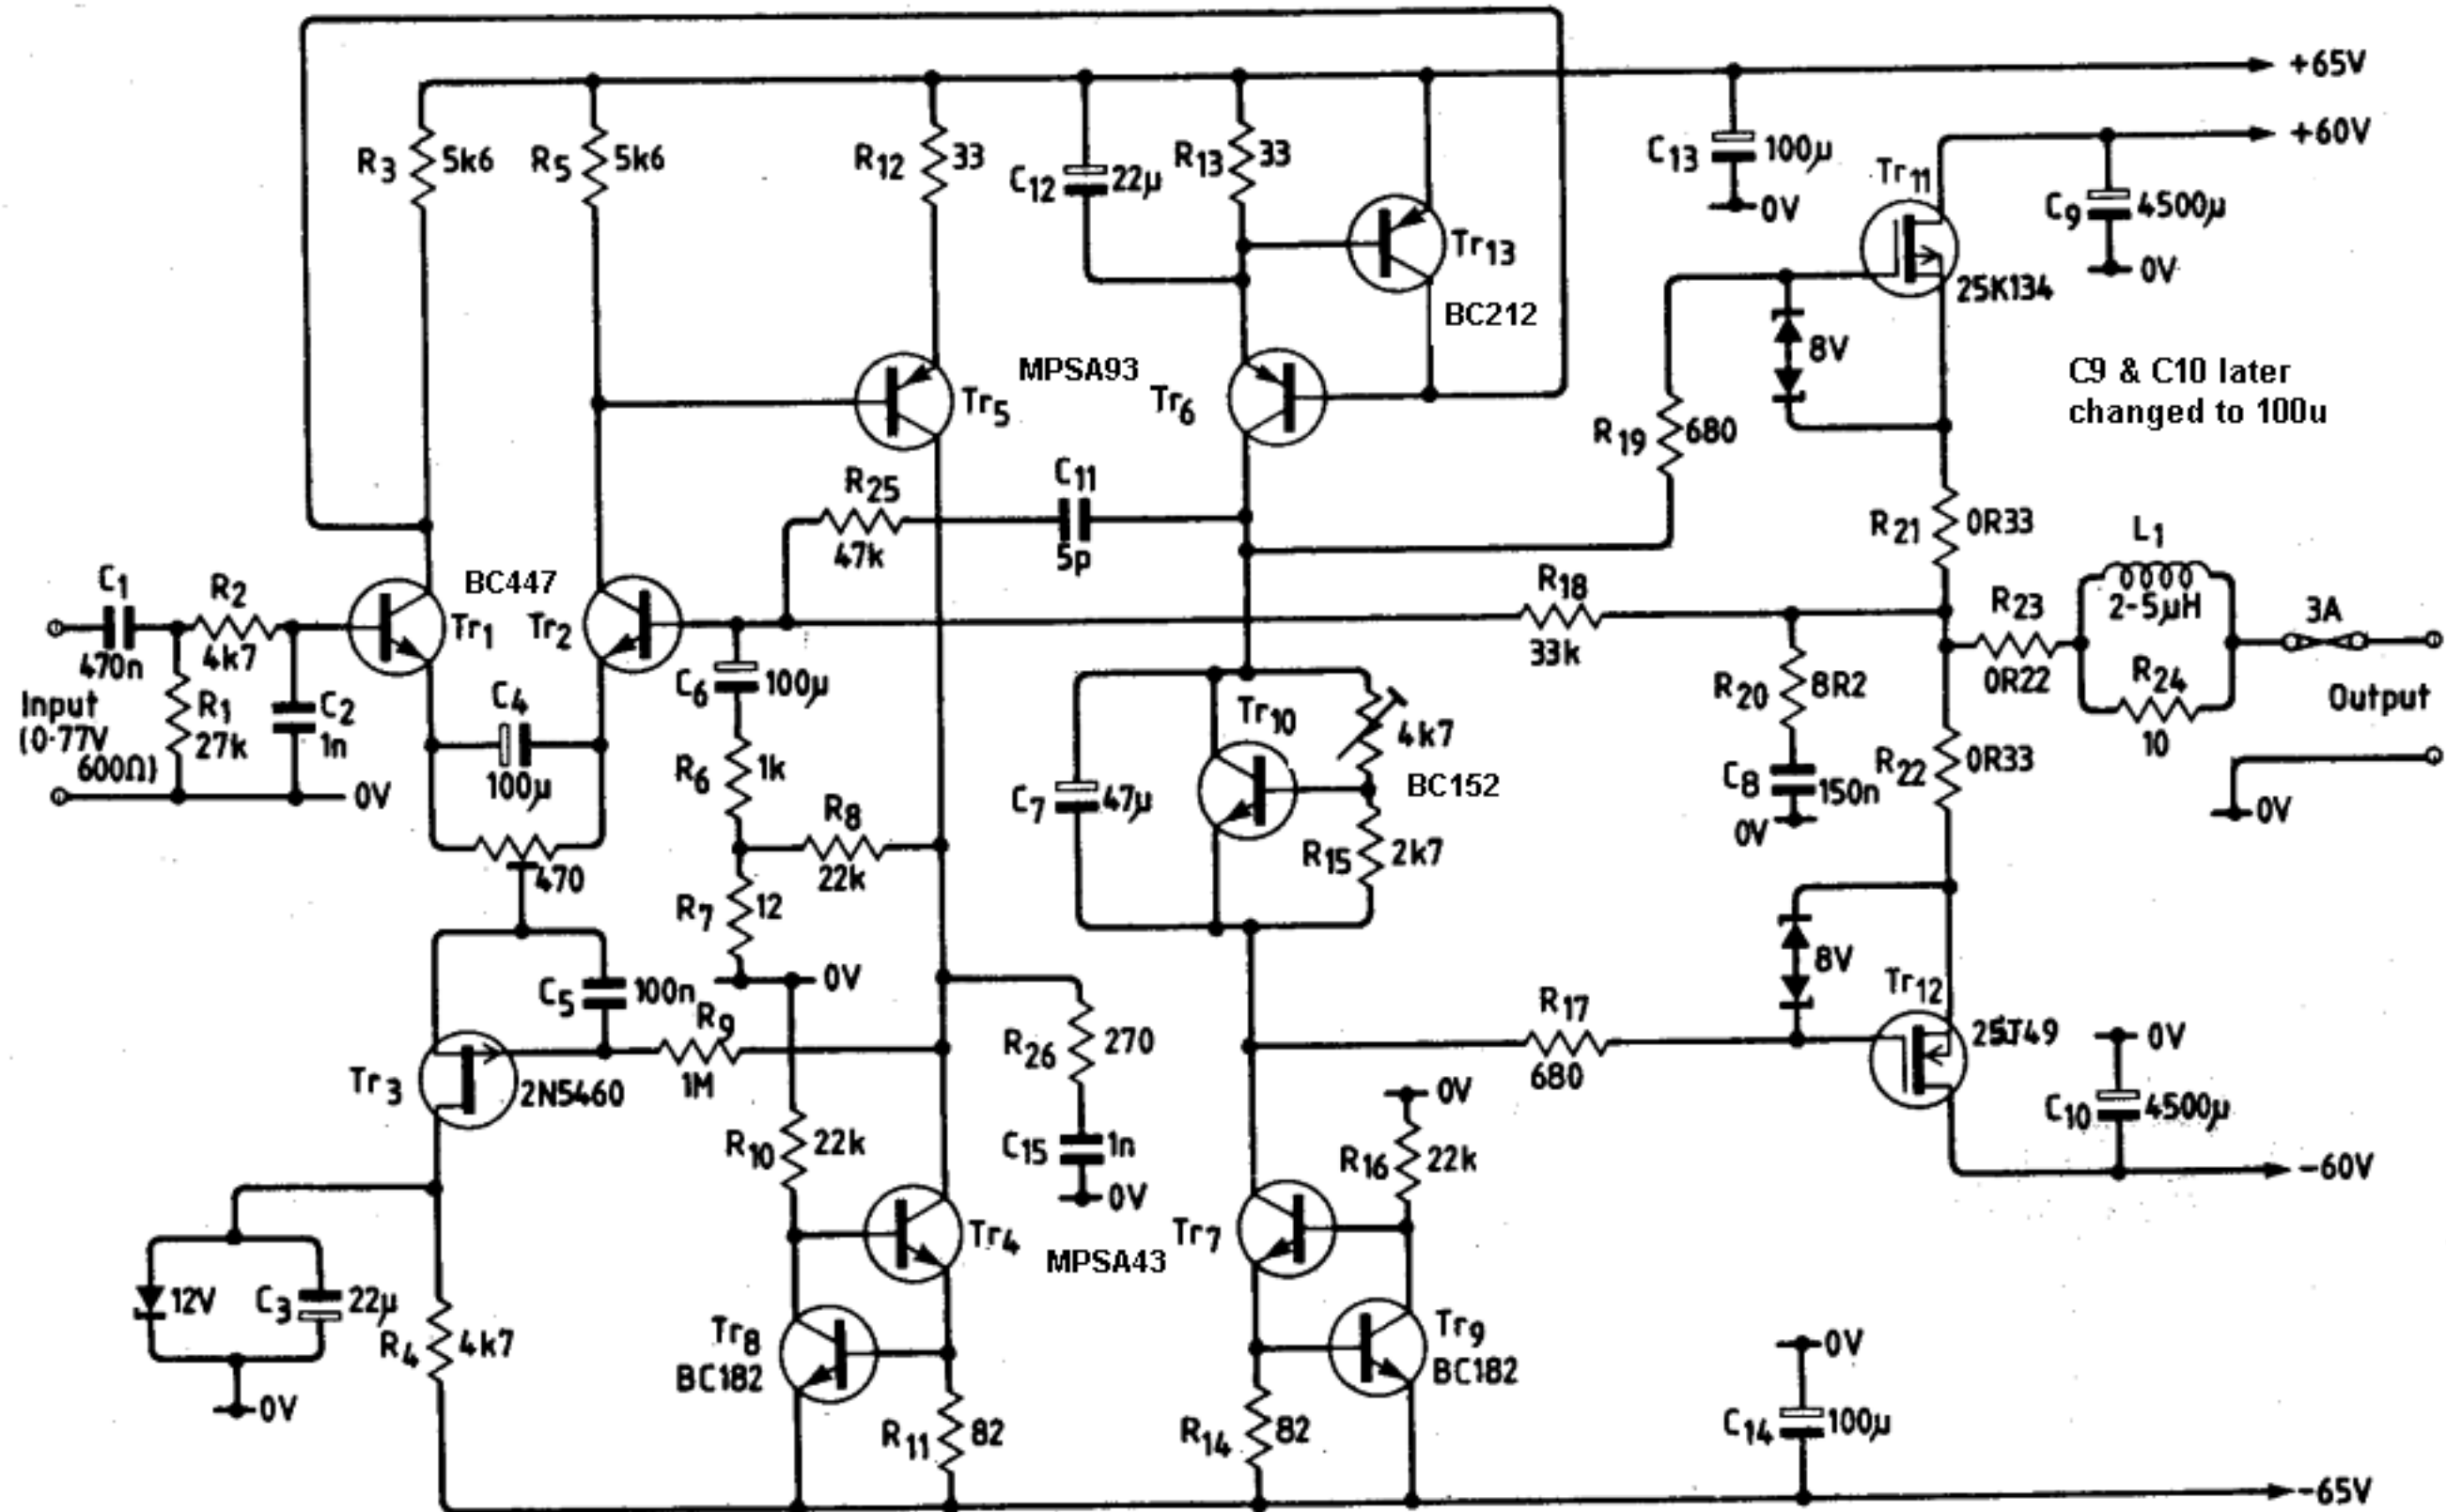 +65V
+60V
R3 5k6
R5 5k6
R12 33
C12 22µ
R13 33
C13 100µ
0V
Tr11
C9 4500µ
0V
Tr13
BC212
25K134
MPSA93
8V
C9 & C10 later
changed to 100u
Tr5
Tr6
R19 680
R25
47k
C11
5p
R21 0R33
L1
2-5µH
C1
470n
R2
4k7
BC447
Tr1
Tr2
R18
33k
R23
0R22
3A
R24
10
Output
Input
(0·77V
600Ω)
R1
27k
C2
1n
0V
C4
100µ
C6 100µ
Tr10
4k7
BC152
R20 8R2
R22 0R33
C8 150n
0V
0V
R6 1k
R8
22k
C7 47µ
R15 2k7
470
R7 12
0V
8V
C5 100n
R9
1M
R26 270
R17
680
Tr12
25J49
0V
Tr3
2N5460
0V
C10 4500µ
R10 22k
C15 1n
0V
R16 22k
-60V
Tr4
MPSA43
Tr7
12V
C3 22µ
R4 4k7
0V
Tr8
BC182
Tr9
BC182
0V
R11 82
R14 82
C14 100µ
-65V